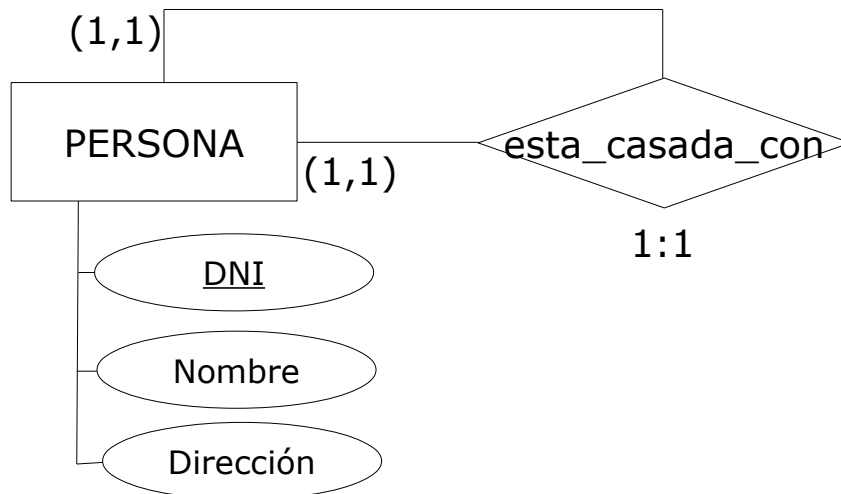 (1,1)
PERSONA
esta_casada_con
(1,1)
1:1
DNI
Nombre
Dirección